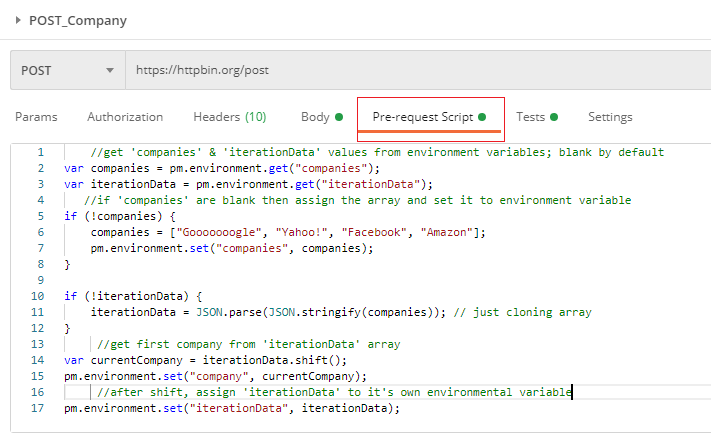 POST_Company
POST https://httpbin.org/post
Params Authorization Headers (10) Body Pre-request Script Tests Settings
1 //get 'companies' & 'iterationData' values from environment variables; blank by default
2 var companies = pm.environment.get("companies");
3 var iterationData = pm.environment.get("iterationData");
4 //if 'companies' are blank then assign the array and set it to environment variable
5 if (!companies) {
6 companies = ["Gooooooogle", "Yahoo!", "Facebook", "Amazon"];
7 pm.environment.set("companies", companies);
8 }
9
10 if (!iterationData) {
11 iterationData = JSON.parse(JSON.stringify(companies)); // just cloning array
12 }
13 //get first company from 'iterationData' array
14 var currentCompany = iterationData.shift();
15 pm.environment.set("company", currentCompany);
16 //after shift, assign 'iterationData' to it's own environmental variable
17 pm.environment.set("iterationData", iterationData);